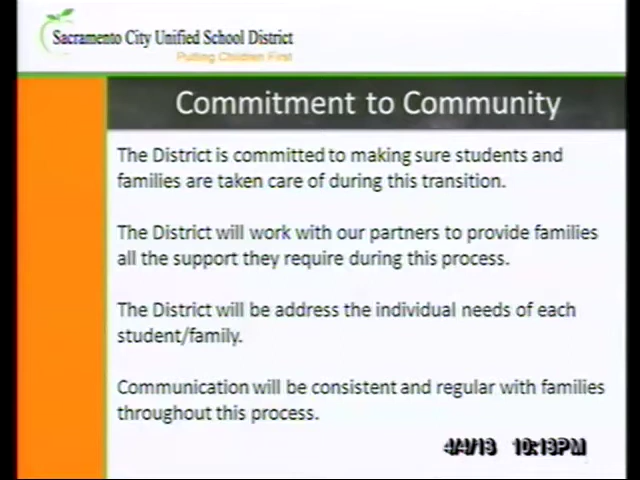 Sacramento City Unified School District
Putting Children First
Commitment to Community
The District is committed to making sure students and
families are taken care of during this transition.
The District will work with our partners to provide families
all the support they require during this process.
The District will be address the individual needs of each
student/family.
Communication will be consistent and regular with families
throughout this process.
4/4/13 10:13PM